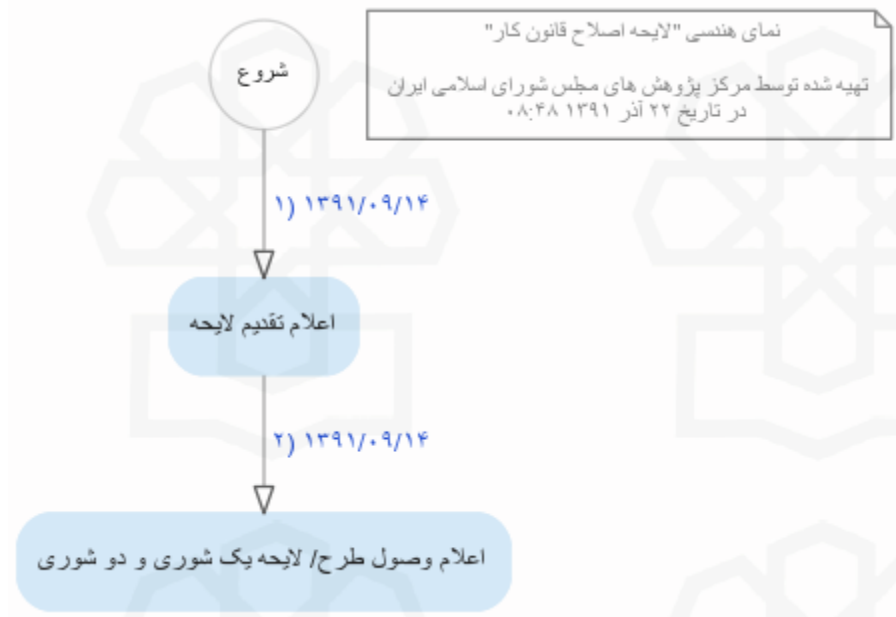 نمای هندسی "لایحه اصلاح قانون کار"
تهیه شده توسط مرکز پژوهش های مجلس شورای اسلامی ایران
در تاریخ ۲۲ آذر ۱۳۹۱ ۰۸:۴۸
شروع
۱) ۱۳۹۱/۰۹/۱۴
اعلام تقدیم لایحه
۲) ۱۳۹۱/۰۹/۱۴
اعلام وصول طرح/ لایحه یک شوری و دو شوری